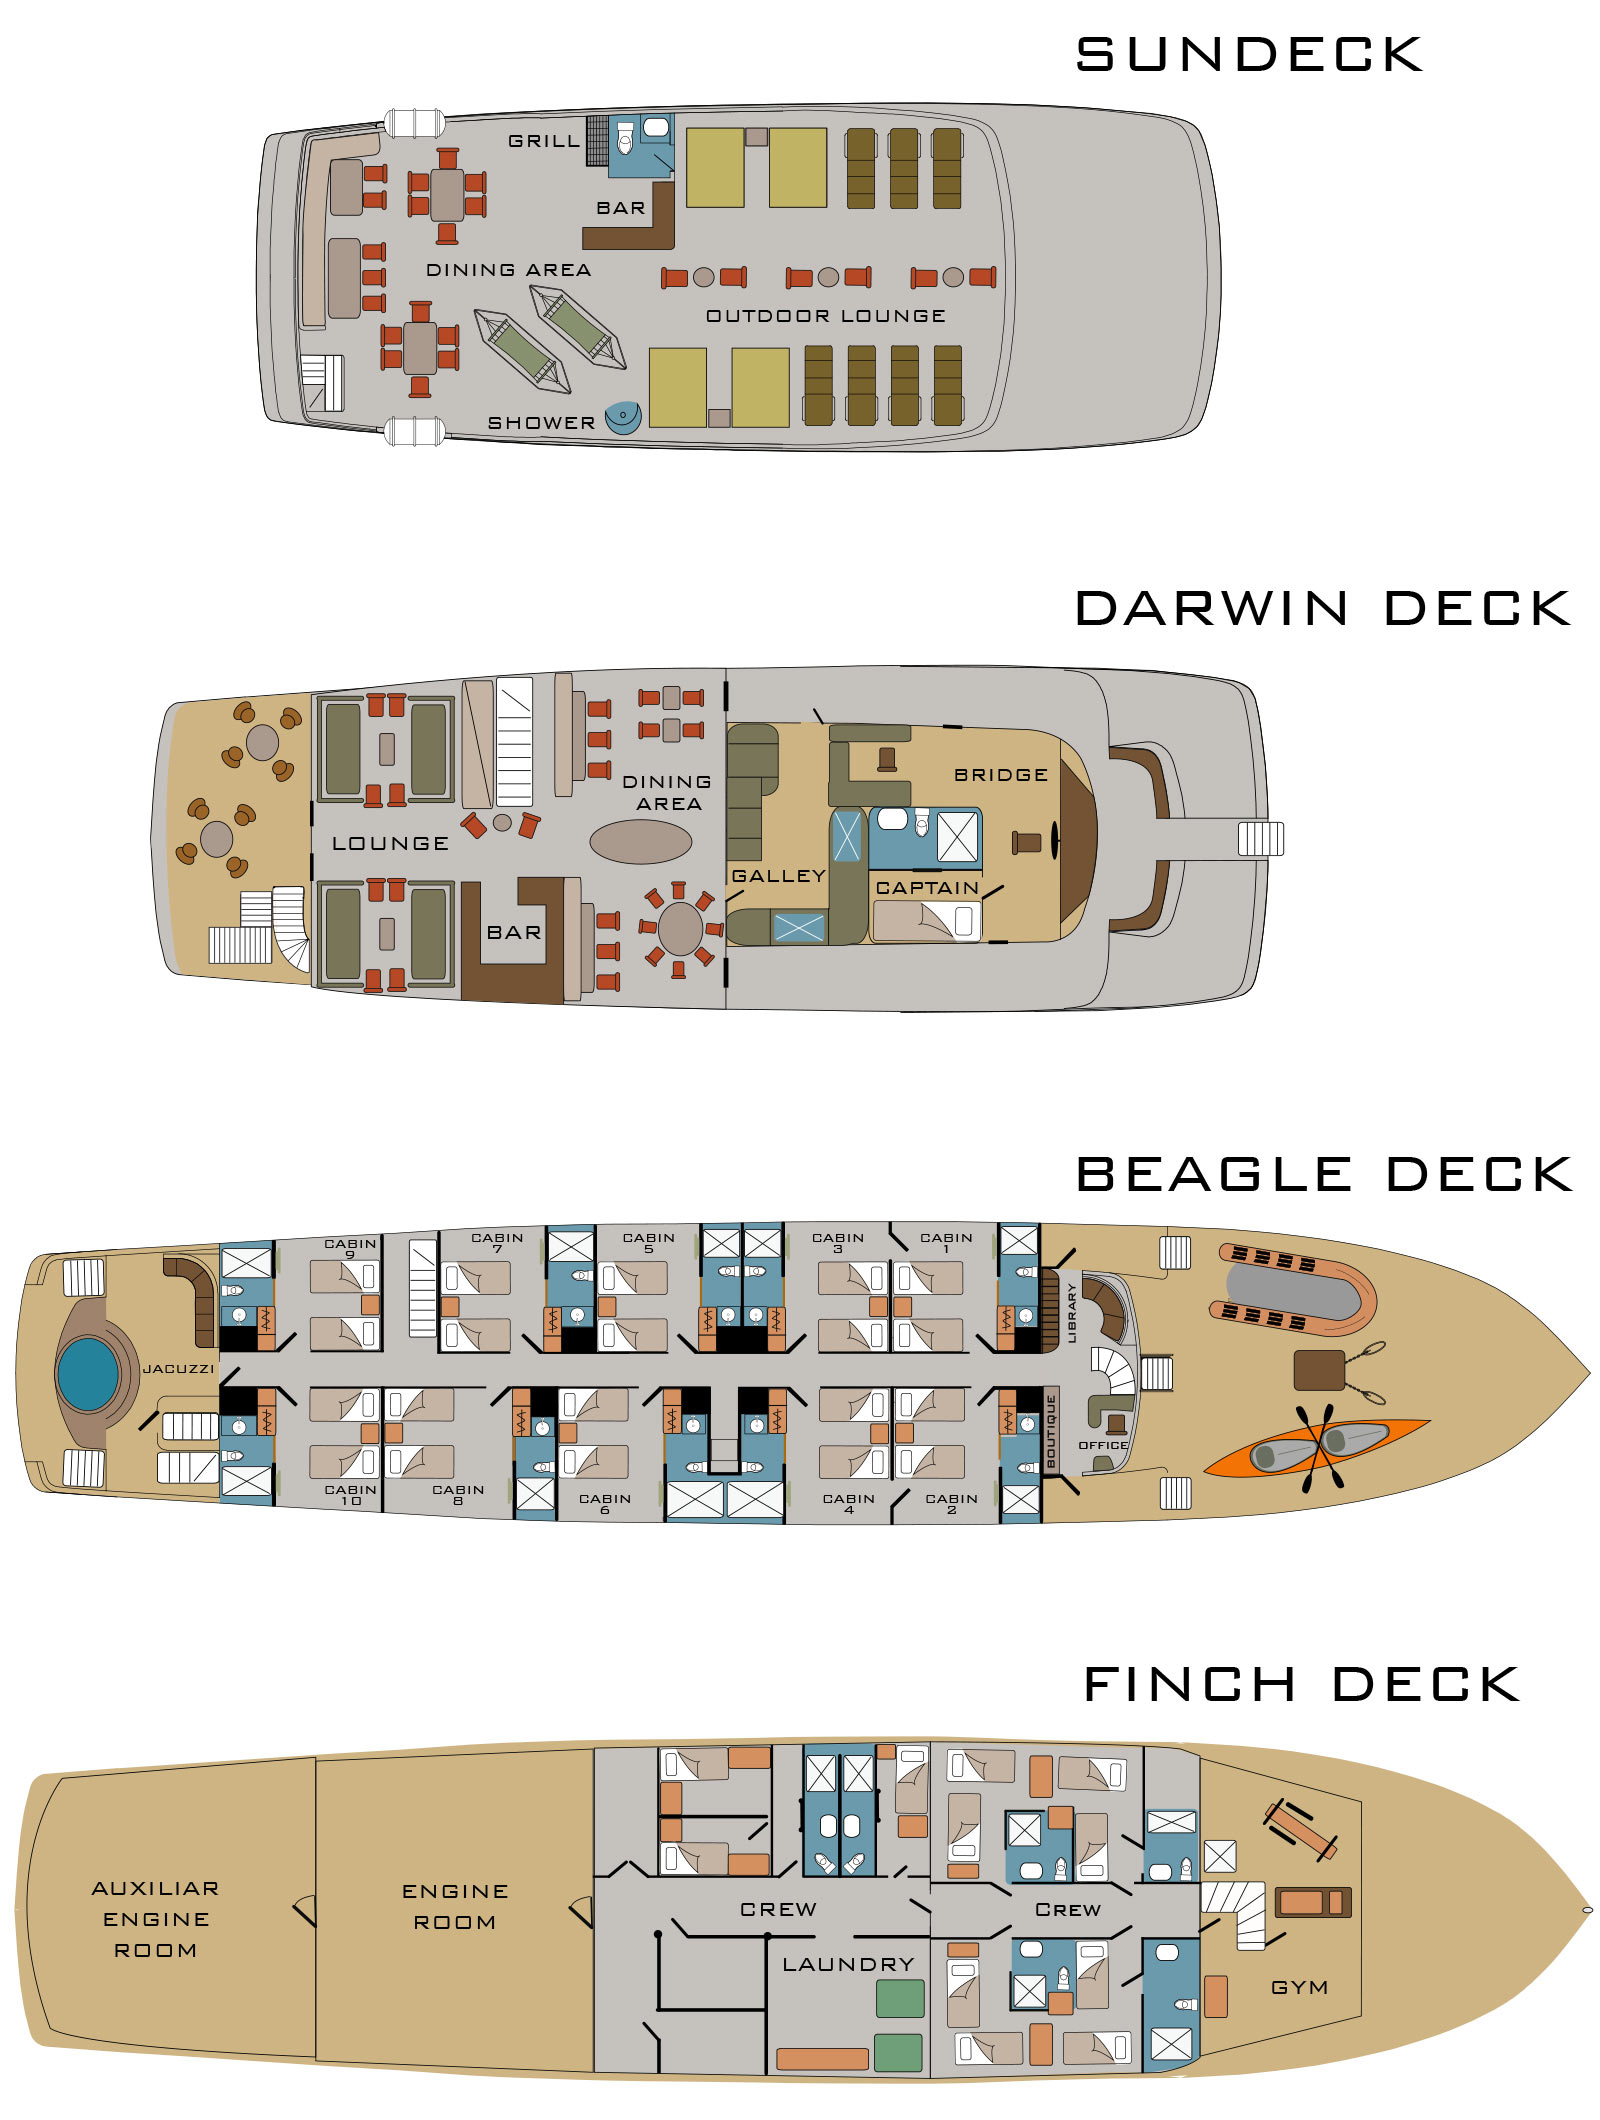 SUNDECK
GRILL
BAR
DINING AREA
OUTDOOR LOUNGE
SHOWER
DARWIN DECK
DINING
AREA
BRIDGE
LOUNGE
GALLEY
CAPTAIN
BAR
BEAGLE DECK
CABIN
9
CABIN
7
CABIN
5
CABIN
3
CABIN
1
LIBRARY
JACUZZI
BOUTIQUE
OFFICE
CABIN
10
CABIN
8
CABIN
6
CABIN
4
CABIN
2
FINCH DECK
AUXILIAR
ENGINE
ROOM
ENGINE
ROOM
CREW
CREW
LAUNDRY
GYM